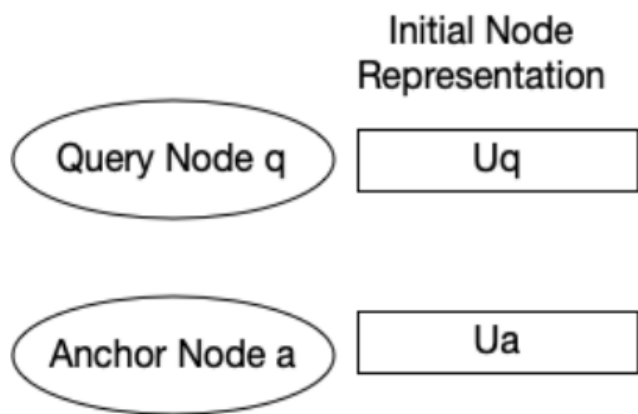 Initial Node
Representation
Query Node q
Uq
Anchor Node a
Ua